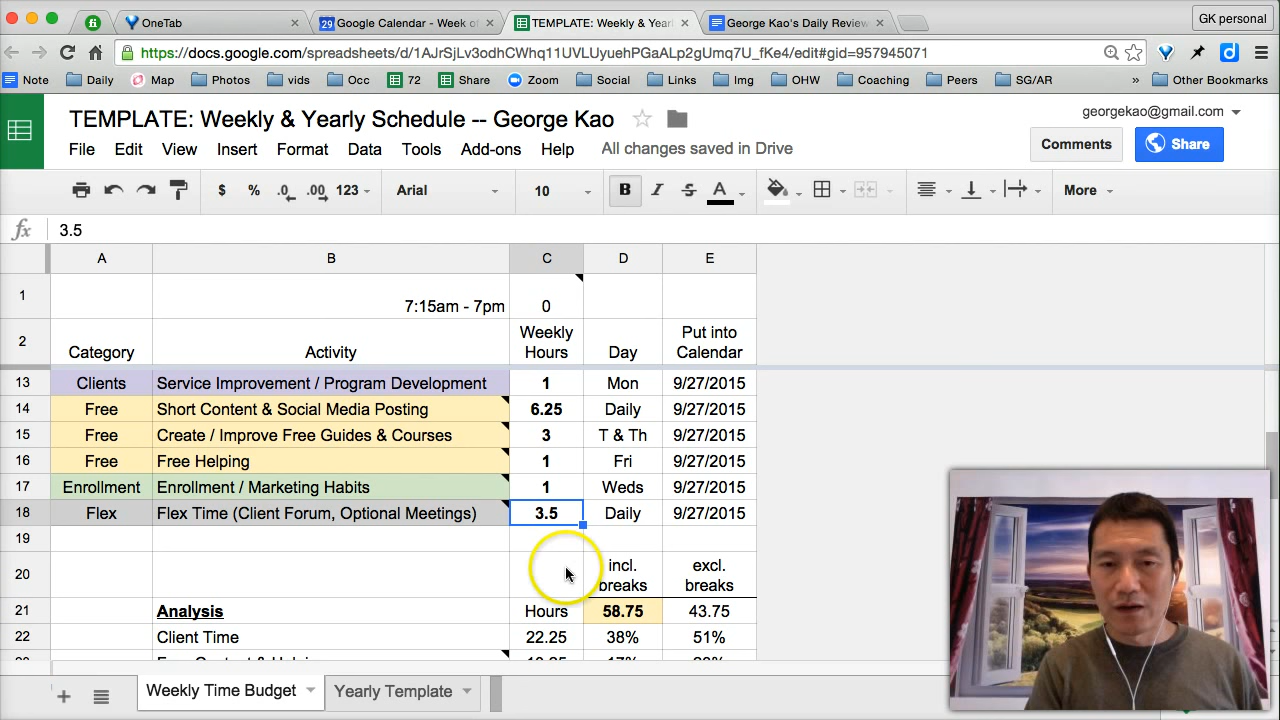 OneTab
29 Google Calendar - Week of
TEMPLATE: Weekly & Yearly
George Kao's Daily Review
GK personal
https://docs.google.com/spreadsheets/d/1AJrSjLv3odhCWhq11UVLUyuehPGaALp2gUmq7U_fKe4/edit#gid=957945071
Note Daily Map Photos vids Occ 72 Share Zoom Social Links Img OHW Coaching Peers SG/AR » Other Bookmarks
TEMPLATE: Weekly & Yearly Schedule -- George Kao
georgekao@gmail.com
File Edit View Insert Format Data Tools Add-ons Help All changes saved in Drive
Comments Share
$ % .0 .00 123 Arial 10 B I S A More
fx 3.5
A B C D E
1 7:15am - 7pm 0
2 Category Activity Weekly Hours Day Put into Calendar
13 Clients Service Improvement / Program Development 1 Mon 9/27/2015
14 Free Short Content & Social Media Posting 6.25 Daily 9/27/2015
15 Free Create / Improve Free Guides & Courses 3 T & Th 9/27/2015
16 Free Free Helping 1 Fri 9/27/2015
17 Enrollment Enrollment / Marketing Habits 1 Weds 9/27/2015
18 Flex Flex Time (Client Forum, Optional Meetings) 3.5 Daily 9/27/2015
19
20 incl. breaks excl. breaks
21 Analysis Hours 58.75 43.75
22 Client Time 22.25 38% 51%
Weekly Time Budget Yearly Template